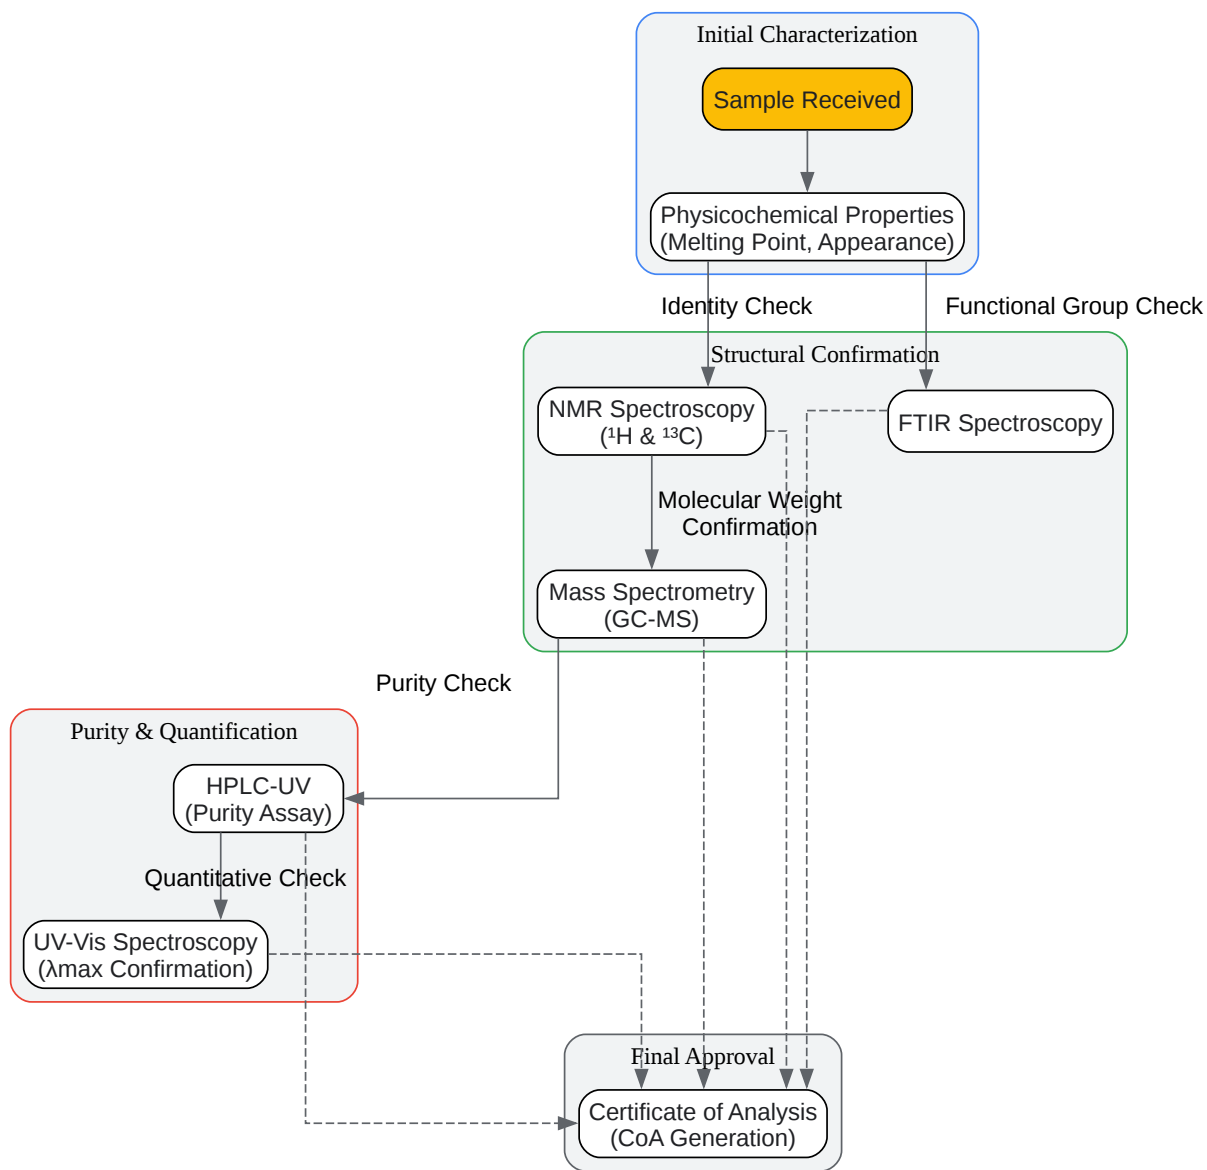 Initial Characterization
Sample Received
Physicochemical Properties
(Melting Point, Appearance)
Identity Check
Functional Group Check
Structural Confirmation
NMR Spectroscopy
(¹H & ¹³C)
FTIR Spectroscopy
Molecular Weight
Confirmation
Mass Spectrometry
(GC-MS)
Purity Check
Purity & Quantification
HPLC-UV
(Purity Assay)
Quantitative Check
UV-Vis Spectroscopy
(λmax Confirmation)
Final Approval
Certificate of Analysis
(CoA Generation)